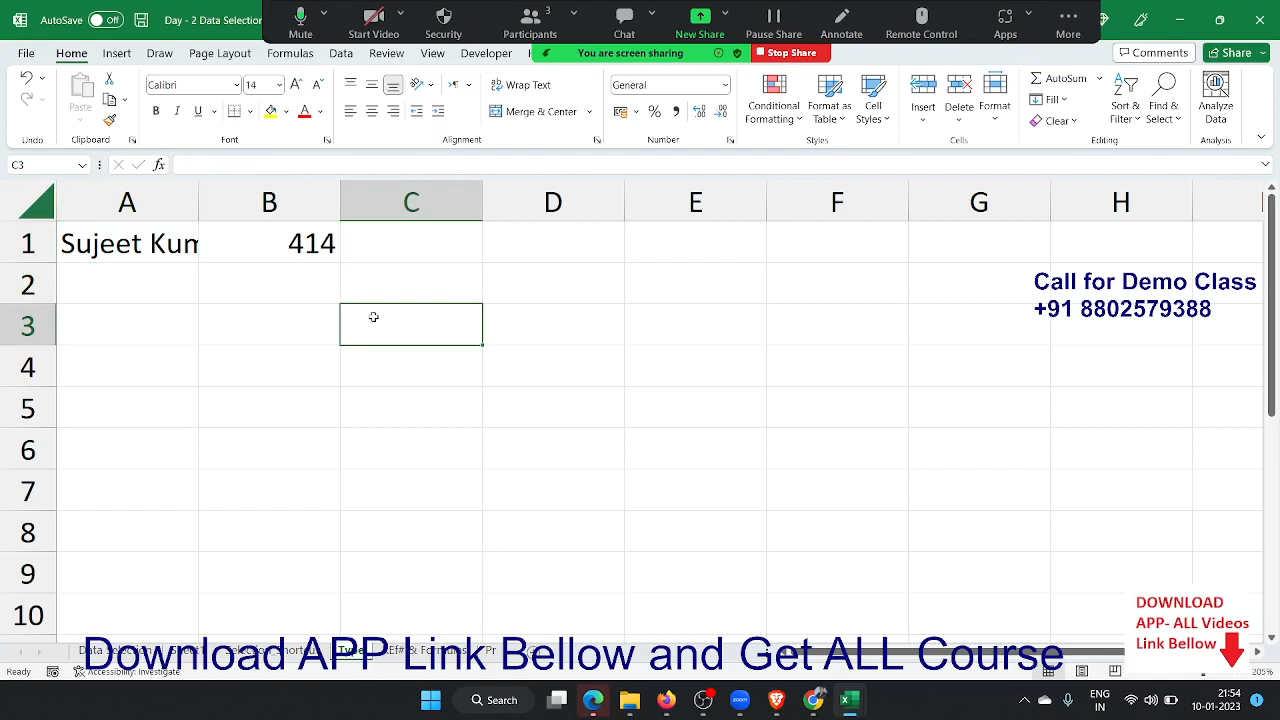 AutoSave Off Day - 2 Data Selection
Mute Start Video Security Participants 3 Chat New Share Pause Share Annotate Remote Control Apps More
You are screen sharing Stop Share
File Home Insert Draw Page Layout Formulas Data Review View Developer Comments Share
Calibri 14 Wrap Text General AutoSum
Paste B I U Merge & Center Conditional Formatting Format as Table Cell Styles Insert Delete Format Fill Clear Sort & Filter Find & Select Analyze Data
Undo Clipboard Font Alignment Number Styles Cells Editing Analysis
C3 fx
A B C D E F G H
1 Sujeet Kum 414
2
3
4
5
6
7
8
9
10
Call for Demo Class
+91 8802579388
DOWNLOAD
APP- ALL Videos
Link Bellow
Download APP Link Bellow and Get ALL Course
Ready Accessibility: Investigate 205%
Search zoom ENG IN 21:54 10-01-2023